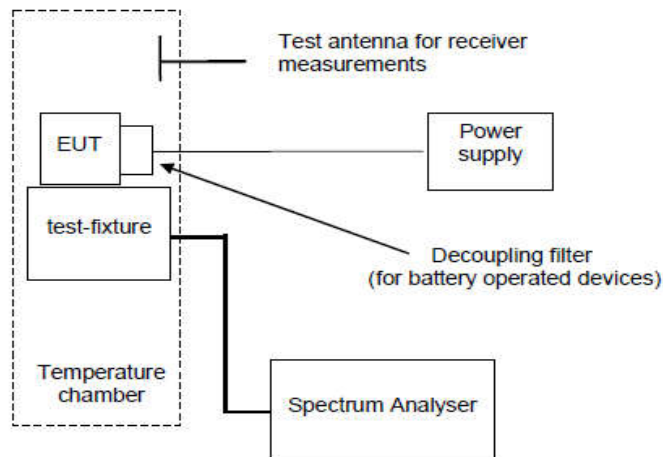 Test antenna for receiver
measurements
EUT
Power
supply
test-fixture
Decoupling filter
(for battery operated devices)
Temperature
chamber
Spectrum Analyser